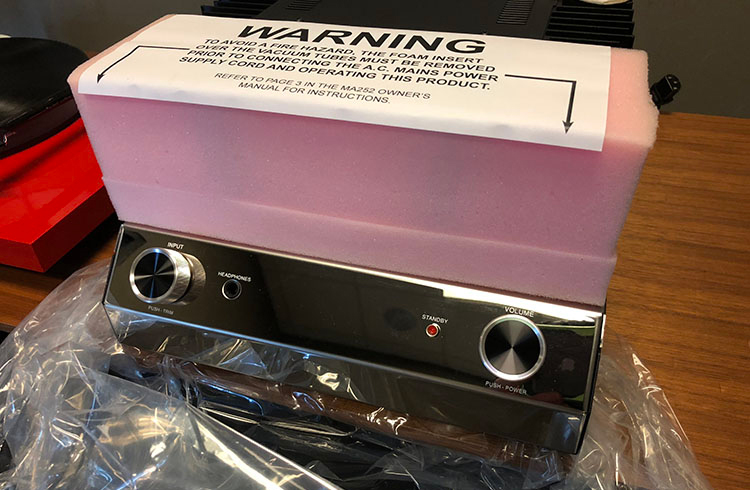 WARNING
TO AVOID A FIRE HAZARD, THE FOAM INSERT
OVER THE VACUUM TUBES MUST BE REMOVED
PRIOR TO CONNECTING THE A.C. MAINS POWER
SUPPLY CORD AND OPERATING THIS PRODUCT.
REFER TO PAGE 3 IN THE MA252 OWNER'S
MANUAL FOR INSTRUCTIONS.
INPUT
HEADPHONES
PUSH - TRIM
STANDBY
VOLUME
PUSH - POWER